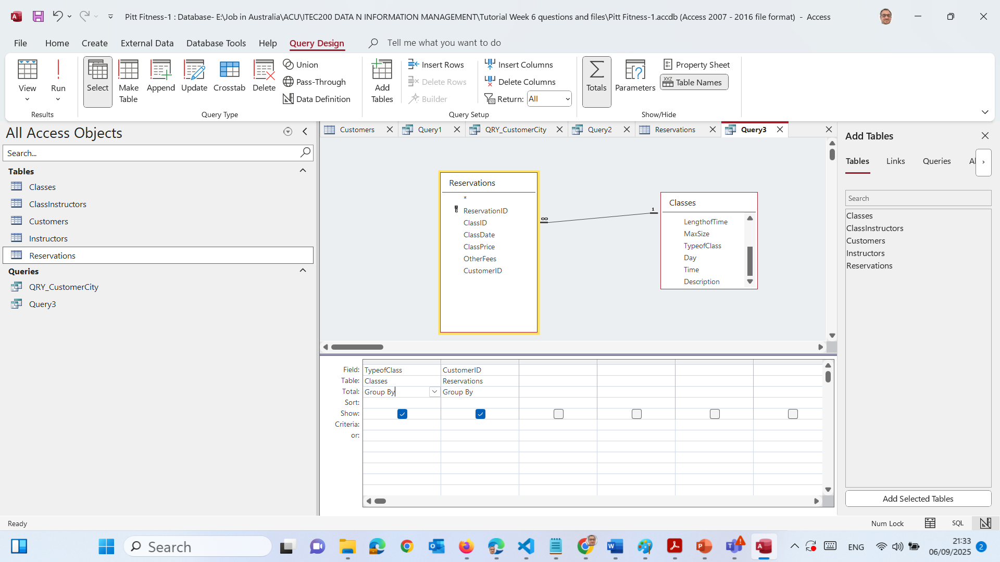 Pitt Fitness-1 : Database- E:\Job in Australia\ACU\ITEC200 DATA N INFORMATION MANAGEMENT\Tutorial Week 6 questions and files\Pitt Fitness-1.accdb (Access 2007 - 2016 file format) - Access
File Home Create External Data Database Tools Help Query Design Tell me what you want to do
View Run Select Make Table Append Update Crosstab Delete
Union
Pass-Through
Data Definition
Add Tables
Insert Rows
Delete Rows
Builder
Insert Columns
Delete Columns
Return: All
Totals Parameters
Property Sheet
XYZ Table Names
Results Query Type Query Setup Show/Hide
All Access Objects
Search...
Tables
Classes
ClassInstructors
Customers
Instructors
Reservations
Queries
QRY_CustomerCity
Query3
Customers Query1 QRY_CustomerCity Query2 Reservations Query3
Reservations
*
ReservationID
ClassID
ClassDate
ClassPrice
OtherFees
CustomerID
∞ 1
Classes
LengthofTime
MaxSize
TypeofClass
Day
Time
Description
Field: TypeofClass CustomerID
Table: Classes Reservations
Total: Group By Group By
Sort:
Show:
Criteria:
or:
Add Tables
Tables Links Queries Al
Search
Classes
ClassInstructors
Customers
Instructors
Reservations
Add Selected Tables
Ready Num Lock SQL
Search ENG 21:33
06/09/2025 2